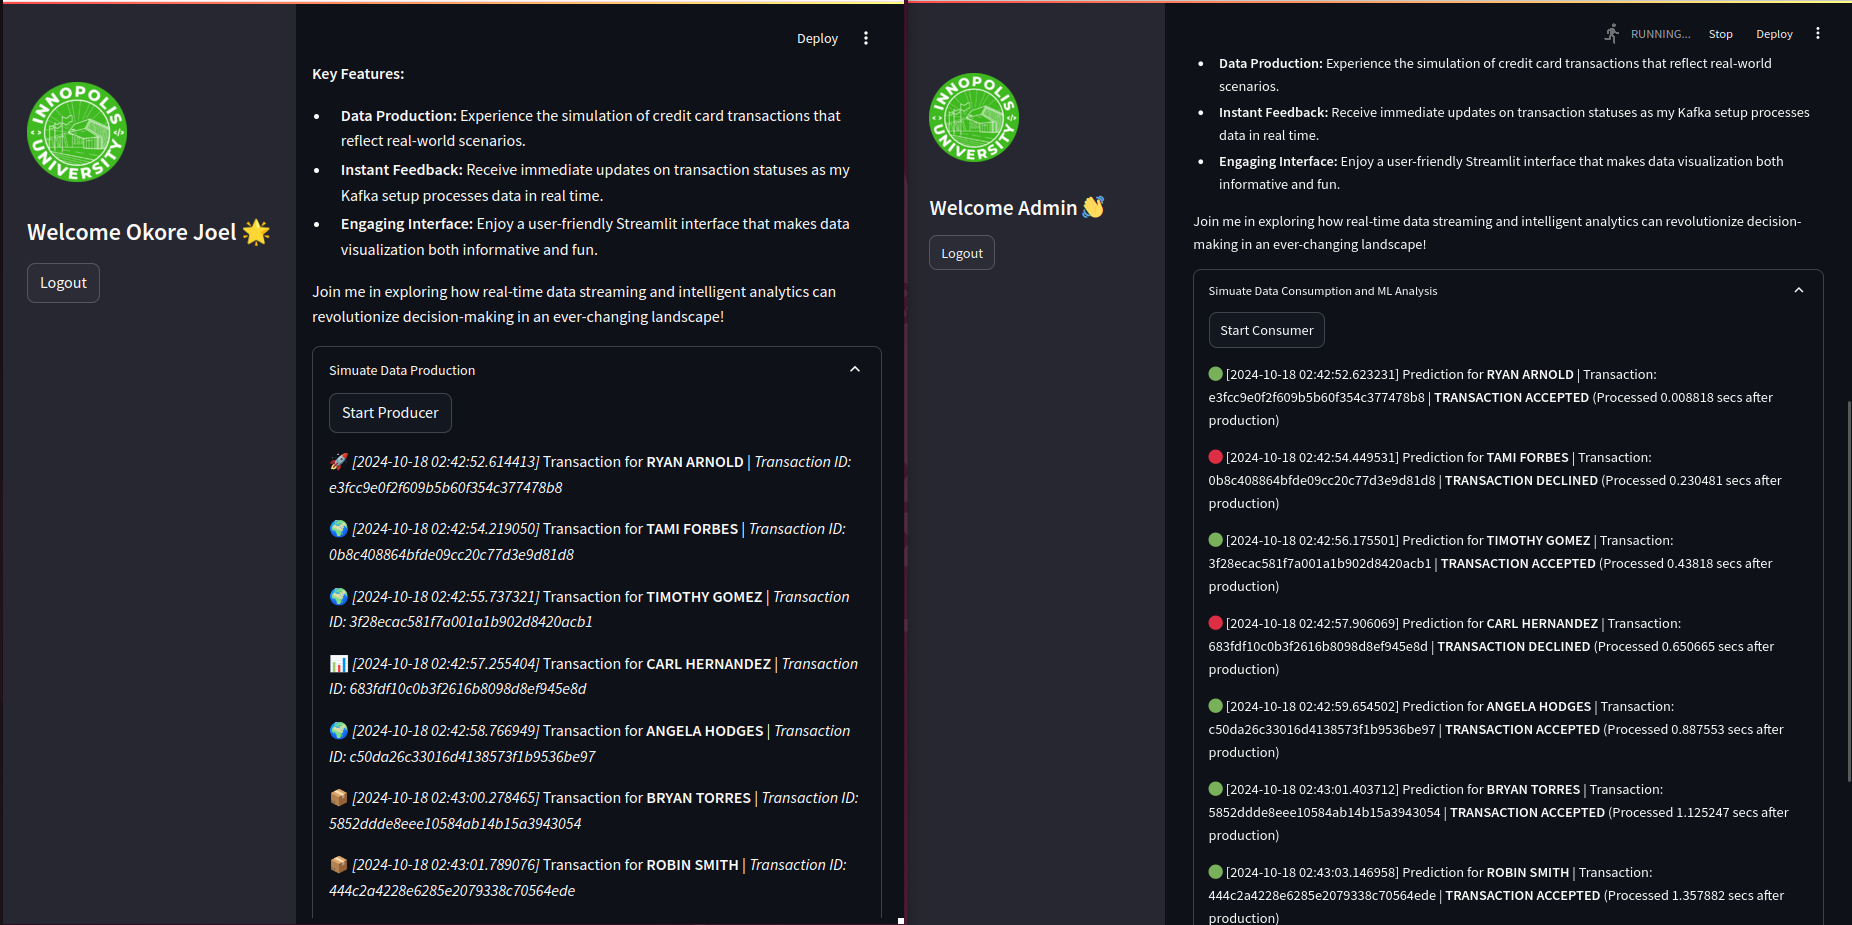 Deploy
INNOPOLIS
UNIVERSITY
Welcome Okore Joel 🌟
Logout
Key Features:
• Data Production: Experience the simulation of credit card transactions that
reflect real-world scenarios.
• Instant Feedback: Receive immediate updates on transaction statuses as my
Kafka setup processes data in real time.
• Engaging Interface: Enjoy a user-friendly Streamlit interface that makes data
visualization both informative and fun.
Join me in exploring how real-time data streaming and intelligent analytics can
revolutionize decision-making in an ever-changing landscape!
Simuate Data Production
Start Producer
🚀 [2024-10-18 02:42:52.614413] Transaction for RYAN ARNOLD | Transaction ID:
e3fcc9e0f2f609b5b60f354c377478b8
🌍 [2024-10-18 02:42:54.219050] Transaction for TAMI FORBES | Transaction ID:
0b8c408864bfde09cc20c77d3e9d81d8
🌍 [2024-10-18 02:42:55.737321] Transaction for TIMOTHY GOMEZ | Transaction
ID: 3f28ecac581f7a001a1b902d8420acb1
📊 [2024-10-18 02:42:57.255404] Transaction for CARL HERNANDEZ | Transaction
ID: 683fdf10c0b3f2616b8098d8ef945e8d
🌍 [2024-10-18 02:42:58.766949] Transaction for ANGELA HODGES | Transaction
ID: c50da26c33016d4138573f1b9536be97
📦 [2024-10-18 02:43:00.278465] Transaction for BRYAN TORRES | Transaction ID:
5852ddde8eee10584ab14b15a3943054
📦 [2024-10-18 02:43:01.789076] Transaction for ROBIN SMITH | Transaction ID:
444c2a4228e6285e2079338c70564ede
RUNNING... Stop Deploy
INNOPOLIS
UNIVERSITY
Welcome Admin 👋
Logout
• Data Production: Experience the simulation of credit card transactions that reflect real-world
scenarios.
• Instant Feedback: Receive immediate updates on transaction statuses as my Kafka setup processes
data in real time.
• Engaging Interface: Enjoy a user-friendly Streamlit interface that makes data visualization both
informative and fun.
Join me in exploring how real-time data streaming and intelligent analytics can revolutionize decision-
making in an ever-changing landscape!
Simuate Data Consumption and ML Analysis
Start Consumer
🟢 [2024-10-18 02:42:52.623231] Prediction for RYAN ARNOLD | Transaction:
e3fcc9e0f2f609b5b60f354c377478b8 | TRANSACTION ACCEPTED (Processed 0.008818 secs after
production)
🔴 [2024-10-18 02:42:54.449531] Prediction for TAMI FORBES | Transaction:
0b8c408864bfde09cc20c77d3e9d81d8 | TRANSACTION DECLINED (Processed 0.230481 secs after
production)
🟢 [2024-10-18 02:42:56.175501] Prediction for TIMOTHY GOMEZ | Transaction:
3f28ecac581f7a001a1b902d8420acb1 | TRANSACTION ACCEPTED (Processed 0.43818 secs after
production)
🔴 [2024-10-18 02:42:57.906069] Prediction for CARL HERNANDEZ | Transaction:
683fdf10c0b3f2616b8098d8ef945e8d | TRANSACTION DECLINED (Processed 0.650665 secs after
production)
🟢 [2024-10-18 02:42:59.654502] Prediction for ANGELA HODGES | Transaction:
c50da26c33016d4138573f1b9536be97 | TRANSACTION ACCEPTED (Processed 0.887553 secs after
production)
🟢 [2024-10-18 02:43:01.403712] Prediction for BRYAN TORRES | Transaction:
5852ddde8eee10584ab14b15a3943054 | TRANSACTION ACCEPTED (Processed 1.125247 secs after
production)
🟢 [2024-10-18 02:43:03.146958] Prediction for ROBIN SMITH | Transaction:
444c2a4228e6285e2079338c70564ede | TRANSACTION ACCEPTED (Processed 1.357882 secs after
production)